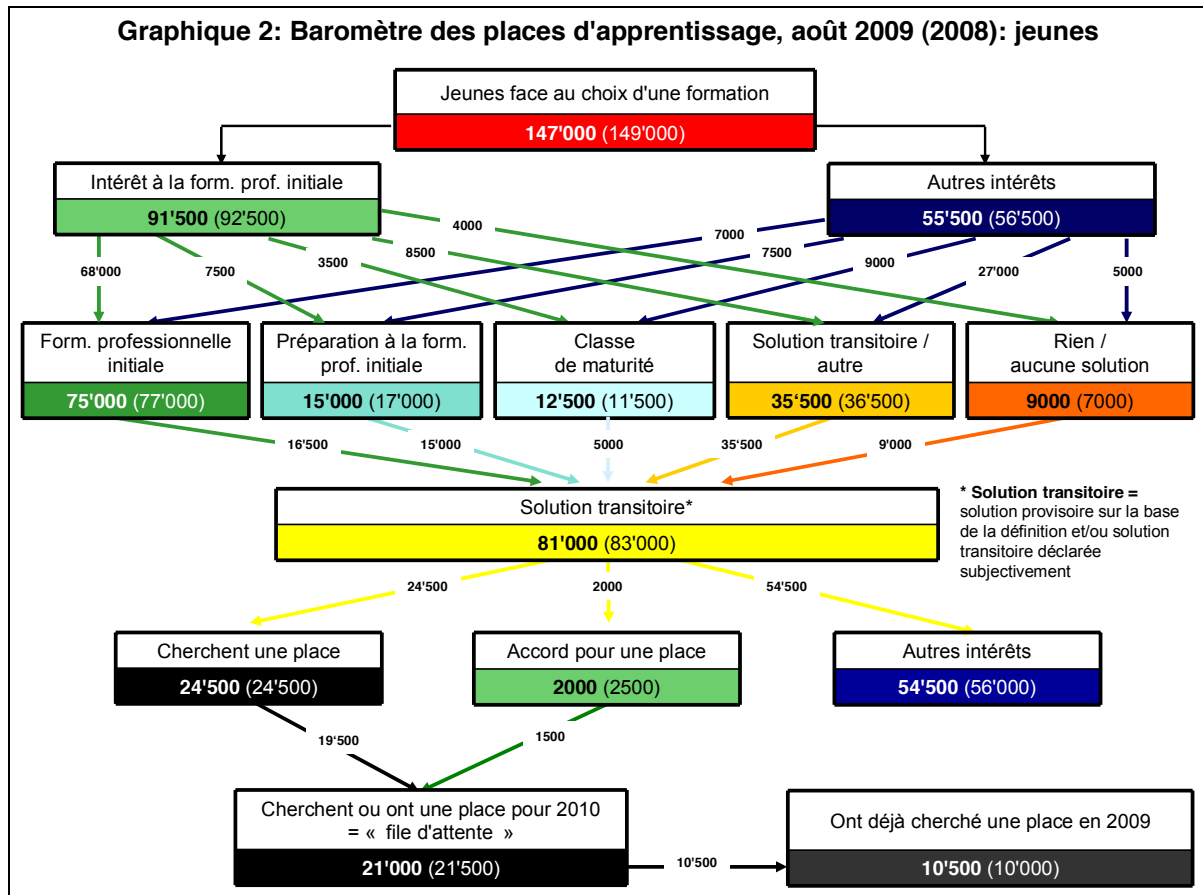 Graphique 2: Baromètre des places d'apprentissage, août 2009 (2008): jeunes
Jeunes face au choix d'une formation
147'000 (149'000)
Intérêt à la form. prof. initiale
91'500 (92'500)
Autres intérêts
55'500 (56'500)
4000
7000
68'000
7500
3500
8500
7500
9000
27'000
5000
Form. professionnelle
initiale
75'000 (77'000)
Préparation à la form.
prof. initiale
15'000 (17'000)
Classe
de maturité
12'500 (11'500)
Solution transitoire /
autre
35‘500 (36'500)
Rien /
aucune solution
9000 (7000)
16'500
15'000
5000
35'500
9'000
Solution transitoire*
81'000 (83'000)
* Solution transitoire =
solution provisoire sur la base
de la définition et/ou solution
transitoire déclarée
subjectivement
24'500
2000
54'500
Cherchent une place
24'500 (24'500)
Accord pour une place
2000 (2500)
Autres intérêts
54'500 (56'000)
19‘500
1500
Cherchent ou ont une place pour 2010
= « file d'attente »
21'000 (21'500)
10'500
Ont déjà cherché une place en 2009
10'500 (10'000)